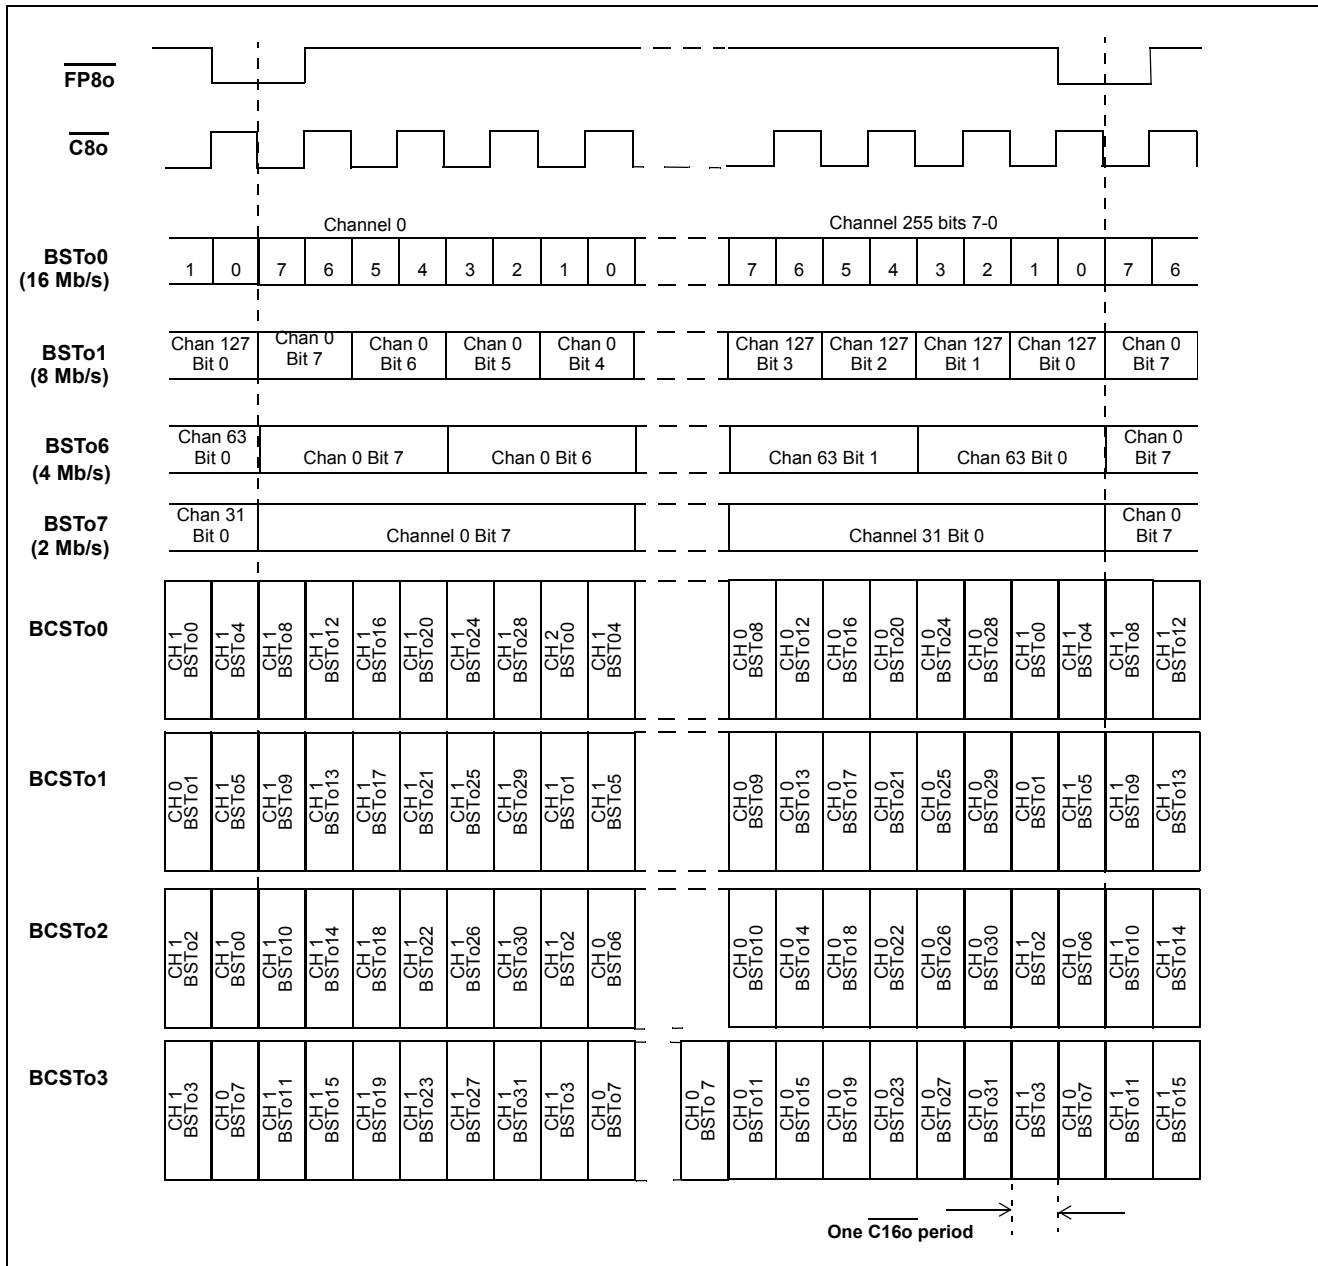 FP8o
C8o
Channel 0
Channel 255 bits 7-0
BSTo0
(16 Mb/s)
1 0 7 6 5 4 3 2 1 0 7 6 5 4 3 2 1 0 7 6
BSTo1
(8 Mb/s)
Chan 127 Chan 0 Chan 0 Chan 0 Chan 0 Chan 127 Chan 127 Chan 127 Chan 127 Chan 0
Bit 0 Bit 7 Bit 6 Bit 5 Bit 4 Bit 3 Bit 2 Bit 1 Bit 0 Bit 7
BSTo6
(4 Mb/s)
Chan 63
Bit 0
Chan 0 Bit 7
Chan 0 Bit 6
Chan 63 Bit 1
Chan 63 Bit 0
Chan 0
Bit 7
BSTo7
(2 Mb/s)
Chan 31
Bit 0
Channel 0 Bit 7
Channel 31 Bit 0
Chan 0
Bit 7
BCSTo0
CH 1
BSTo0
CH 1
BSTo4
CH 1
BSTo8
CH 1
BSTo12
CH 1
BSTo16
CH 1
BSTo20
CH 1
BSTo24
CH 1
BSTo28
CH 2
BSTo0
CH 1
BST04
CH 0
BSTo8
CH 0
BSTo12
CH 0
BSTo16
CH 0
BSTo20
CH 0
BSTo24
CH 0
BSTo28
CH 1
BSTo0
CH 1
BSTo4
CH 1
BSTo8
CH 1
BSTo12
BCSTo1
CH 0
BSTo1
CH 1
BSTo5
CH 1
BSTo9
CH 1
BSTo13
CH 1
BSTo17
CH 1
BSTo21
CH 1
BSTo25
CH 1
BSTo29
CH 1
BSTo1
CH 1
BSTo5
CH 0
BSTo9
CH 0
BSTo13
CH 0
BSTo17
CH 0
BSTo21
CH 0
BSTo25
CH 0
BSTo29
CH 0
BSTo1
CH 1
BSTo5
CH 1
BSTo9
CH 1
BSTo13
BCSTo2
CH 1
BSTo2
CH 1
BSTo0
CH 1
BSTo10
CH 1
BSTo14
CH 1
BSTo18
CH 1
BSTo22
CH 1
BSTo26
CH 1
BSTo30
CH 1
BSTo2
CH 0
BSTo6
CH 0
BSTo10
CH 0
BSTo14
CH 0
BSTo18
CH 0
BSTo22
CH 0
BSTo26
CH 0
BSTo30
CH 1
BSTo2
CH 0
BSTo6
CH 1
BSTo10
CH 1
BSTo14
BCSTo3
CH 1
BSTo3
CH 0
BSTo7
CH 1
BSTo11
CH 1
BSTo15
CH 1
BSTo19
CH 1
BSTo23
CH 1
BSTo27
CH 1
BSTo31
CH 1
BSTo3
CH 0
BSTo7
CH 0
BSTo 7
CH 0
BSTo11
CH 0
BSTo15
CH 0
BSTo19
CH 0
BSTo23
CH 0
BSTo27
CH 0
BSTo31
CH 1
BSTo3
CH 0
BSTo7
CH 1
BSTo11
CH 1
BSTo15
One C16o period